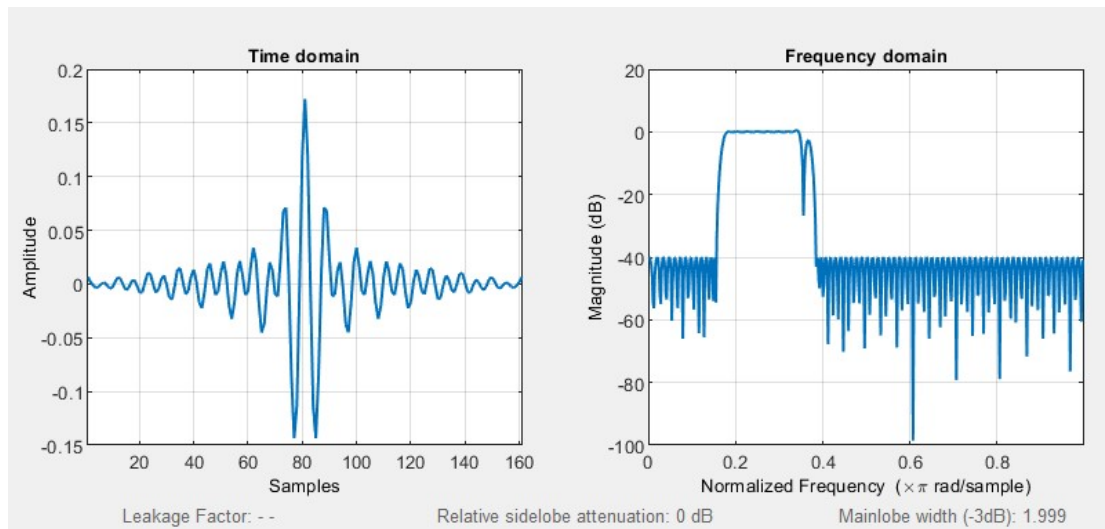 Time domain
0.2
0.15
0.1
0.05
0
-0.05
-0.1
-0.15
Amplitude
20 40 60 80 100 120 140 160
Samples
Frequency domain
20
0
-20
-40
-60
-80
-100
Magnitude (dB)
0 0.2 0.4 0.6 0.8
Normalized Frequency (×π rad/sample)
Leakage Factor: - - Relative sidelobe attenuation: 0 dB Mainlobe width (-3dB): 1.999